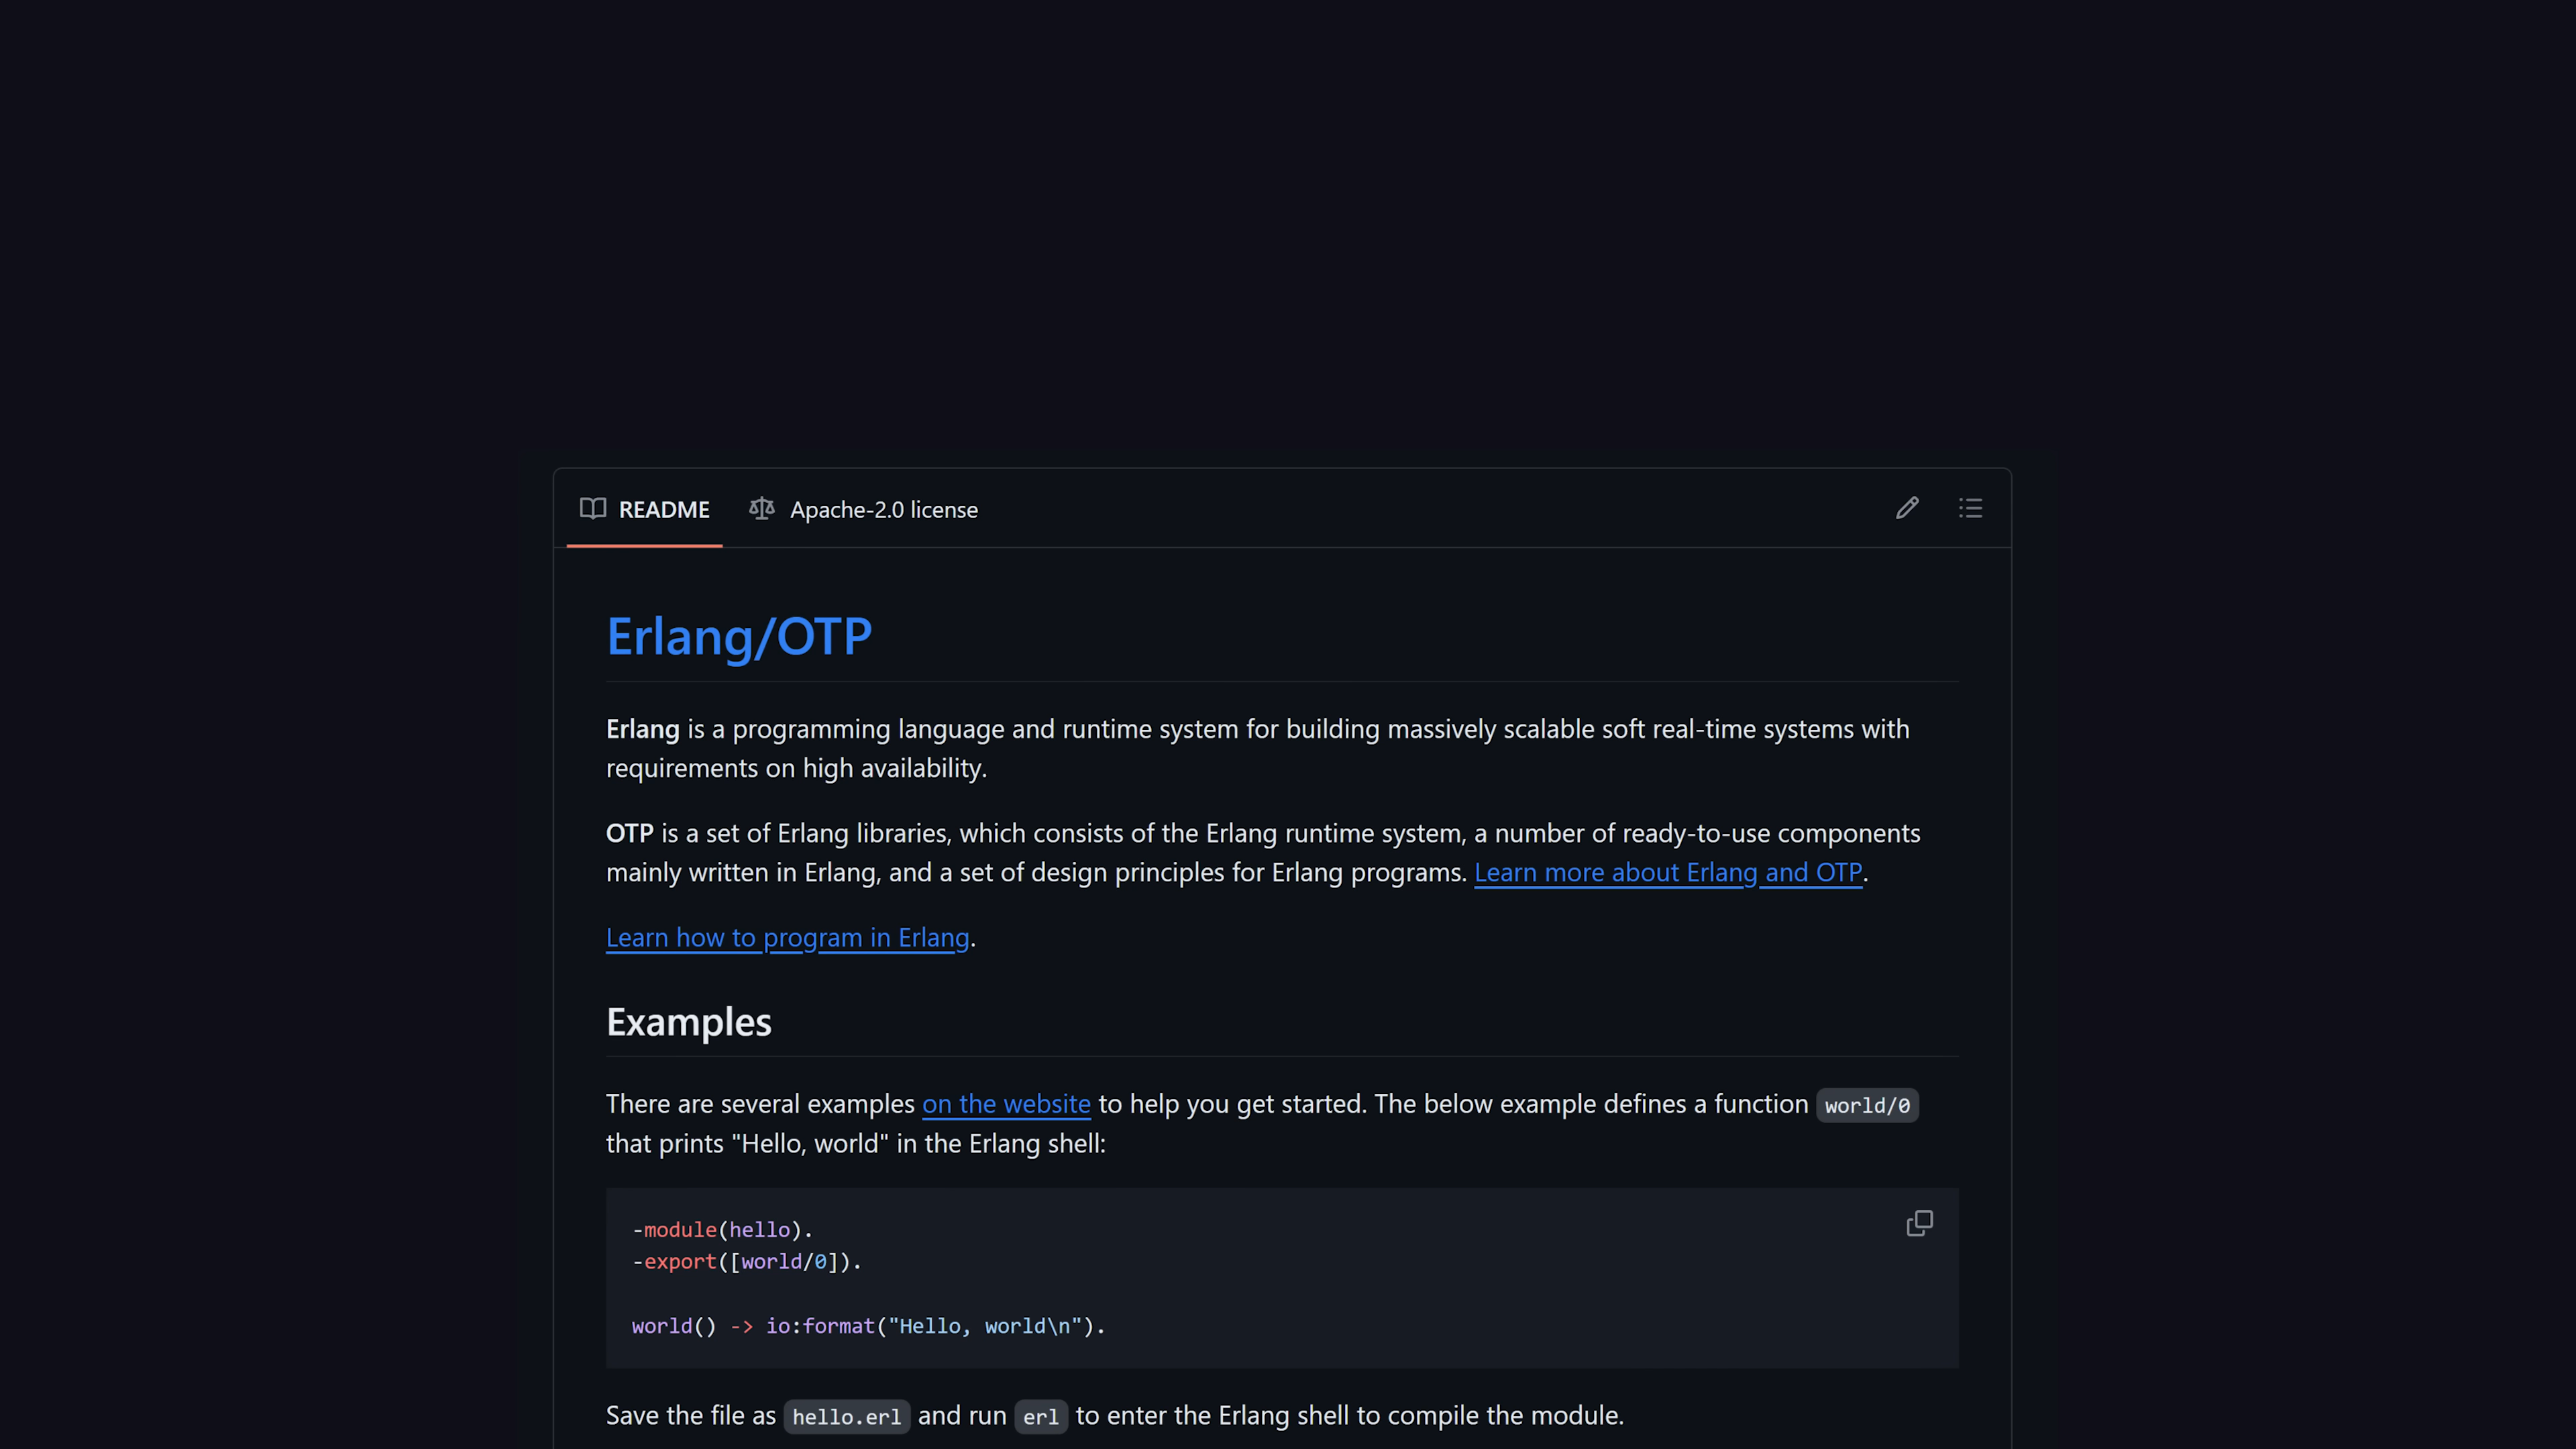 README Apache-2.0 license
Erlang/OTP
Erlang is a programming language and runtime system for building massively scalable soft real-time systems with
requirements on high availability.
OTP is a set of Erlang libraries, which consists of the Erlang runtime system, a number of ready-to-use components
mainly written in Erlang, and a set of design principles for Erlang programs. Learn more about Erlang and OTP.
Learn how to program in Erlang.
Examples
There are several examples on the website to help you get started. The below example defines a function world/0
that prints "Hello, world" in the Erlang shell:
-module(hello).
-export([world/0]).
world() -> io:format("Hello, world\n").
Save the file as hello.erl and run erl to enter the Erlang shell to compile the module.